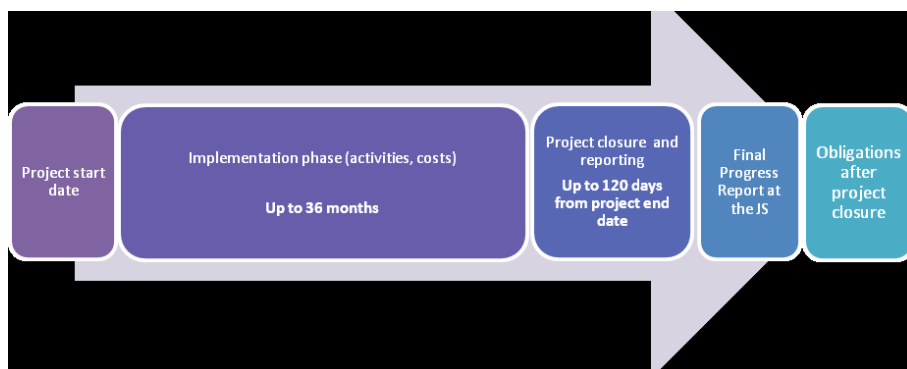 Project start
date
Implementation phase (activities, costs)
Up to 36 months
Project closure and
reporting
Up to 120 days
from project end
date
Final
Progress
Report at
the JS
Obligations
after
project
closure